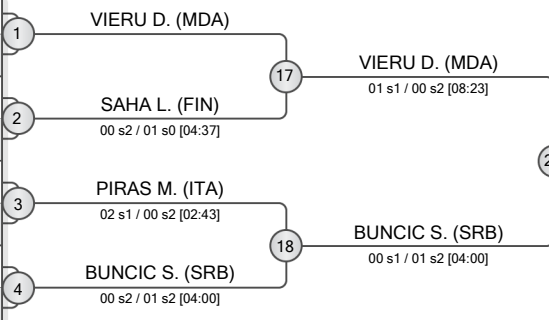 1
VIERU D. (MDA)
17
VIERU D. (MDA)
01 s1 / 00 s2 [08:23]
2
SAHA L. (FIN)
00 s2 / 01 s0 [04:37]
3
PIRAS M. (ITA)
02 s1 / 00 s2 [02:43]
18
BUNCIC S. (SRB)
00 s1 / 01 s2 [04:00]
4
BUNCIC S. (SRB)
00 s2 / 01 s2 [04:00]